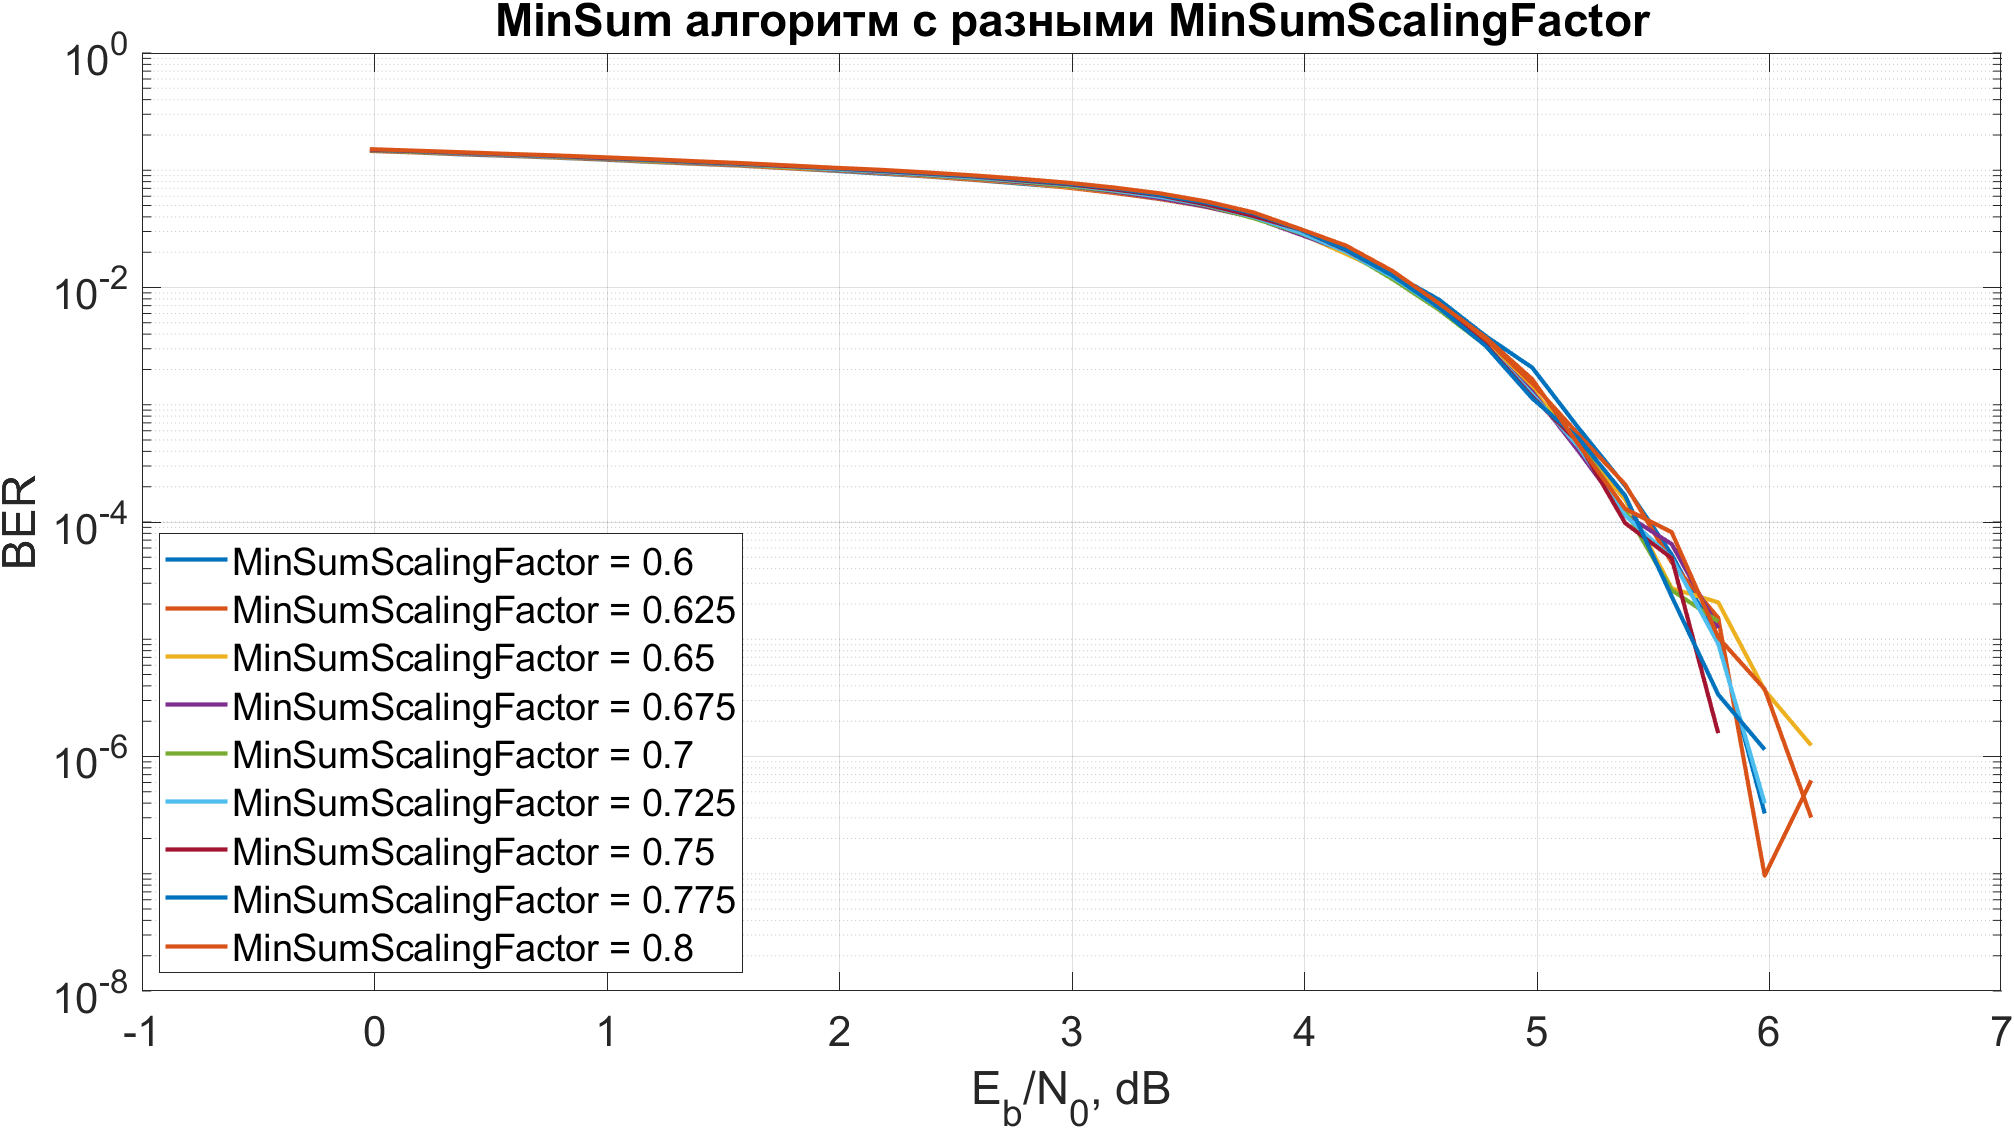 MinSum алгоритм с разными MinSumScalingFactor
10^0
10^-2
10^-4
10^-6
10^-8
BER
MinSumScalingFactor = 0.6
MinSumScalingFactor = 0.625
MinSumScalingFactor = 0.65
MinSumScalingFactor = 0.675
MinSumScalingFactor = 0.7
MinSumScalingFactor = 0.725
MinSumScalingFactor = 0.75
MinSumScalingFactor = 0.775
MinSumScalingFactor = 0.8
-1 0 1 2 3 4 5 6 7
E_b/N_0, dB